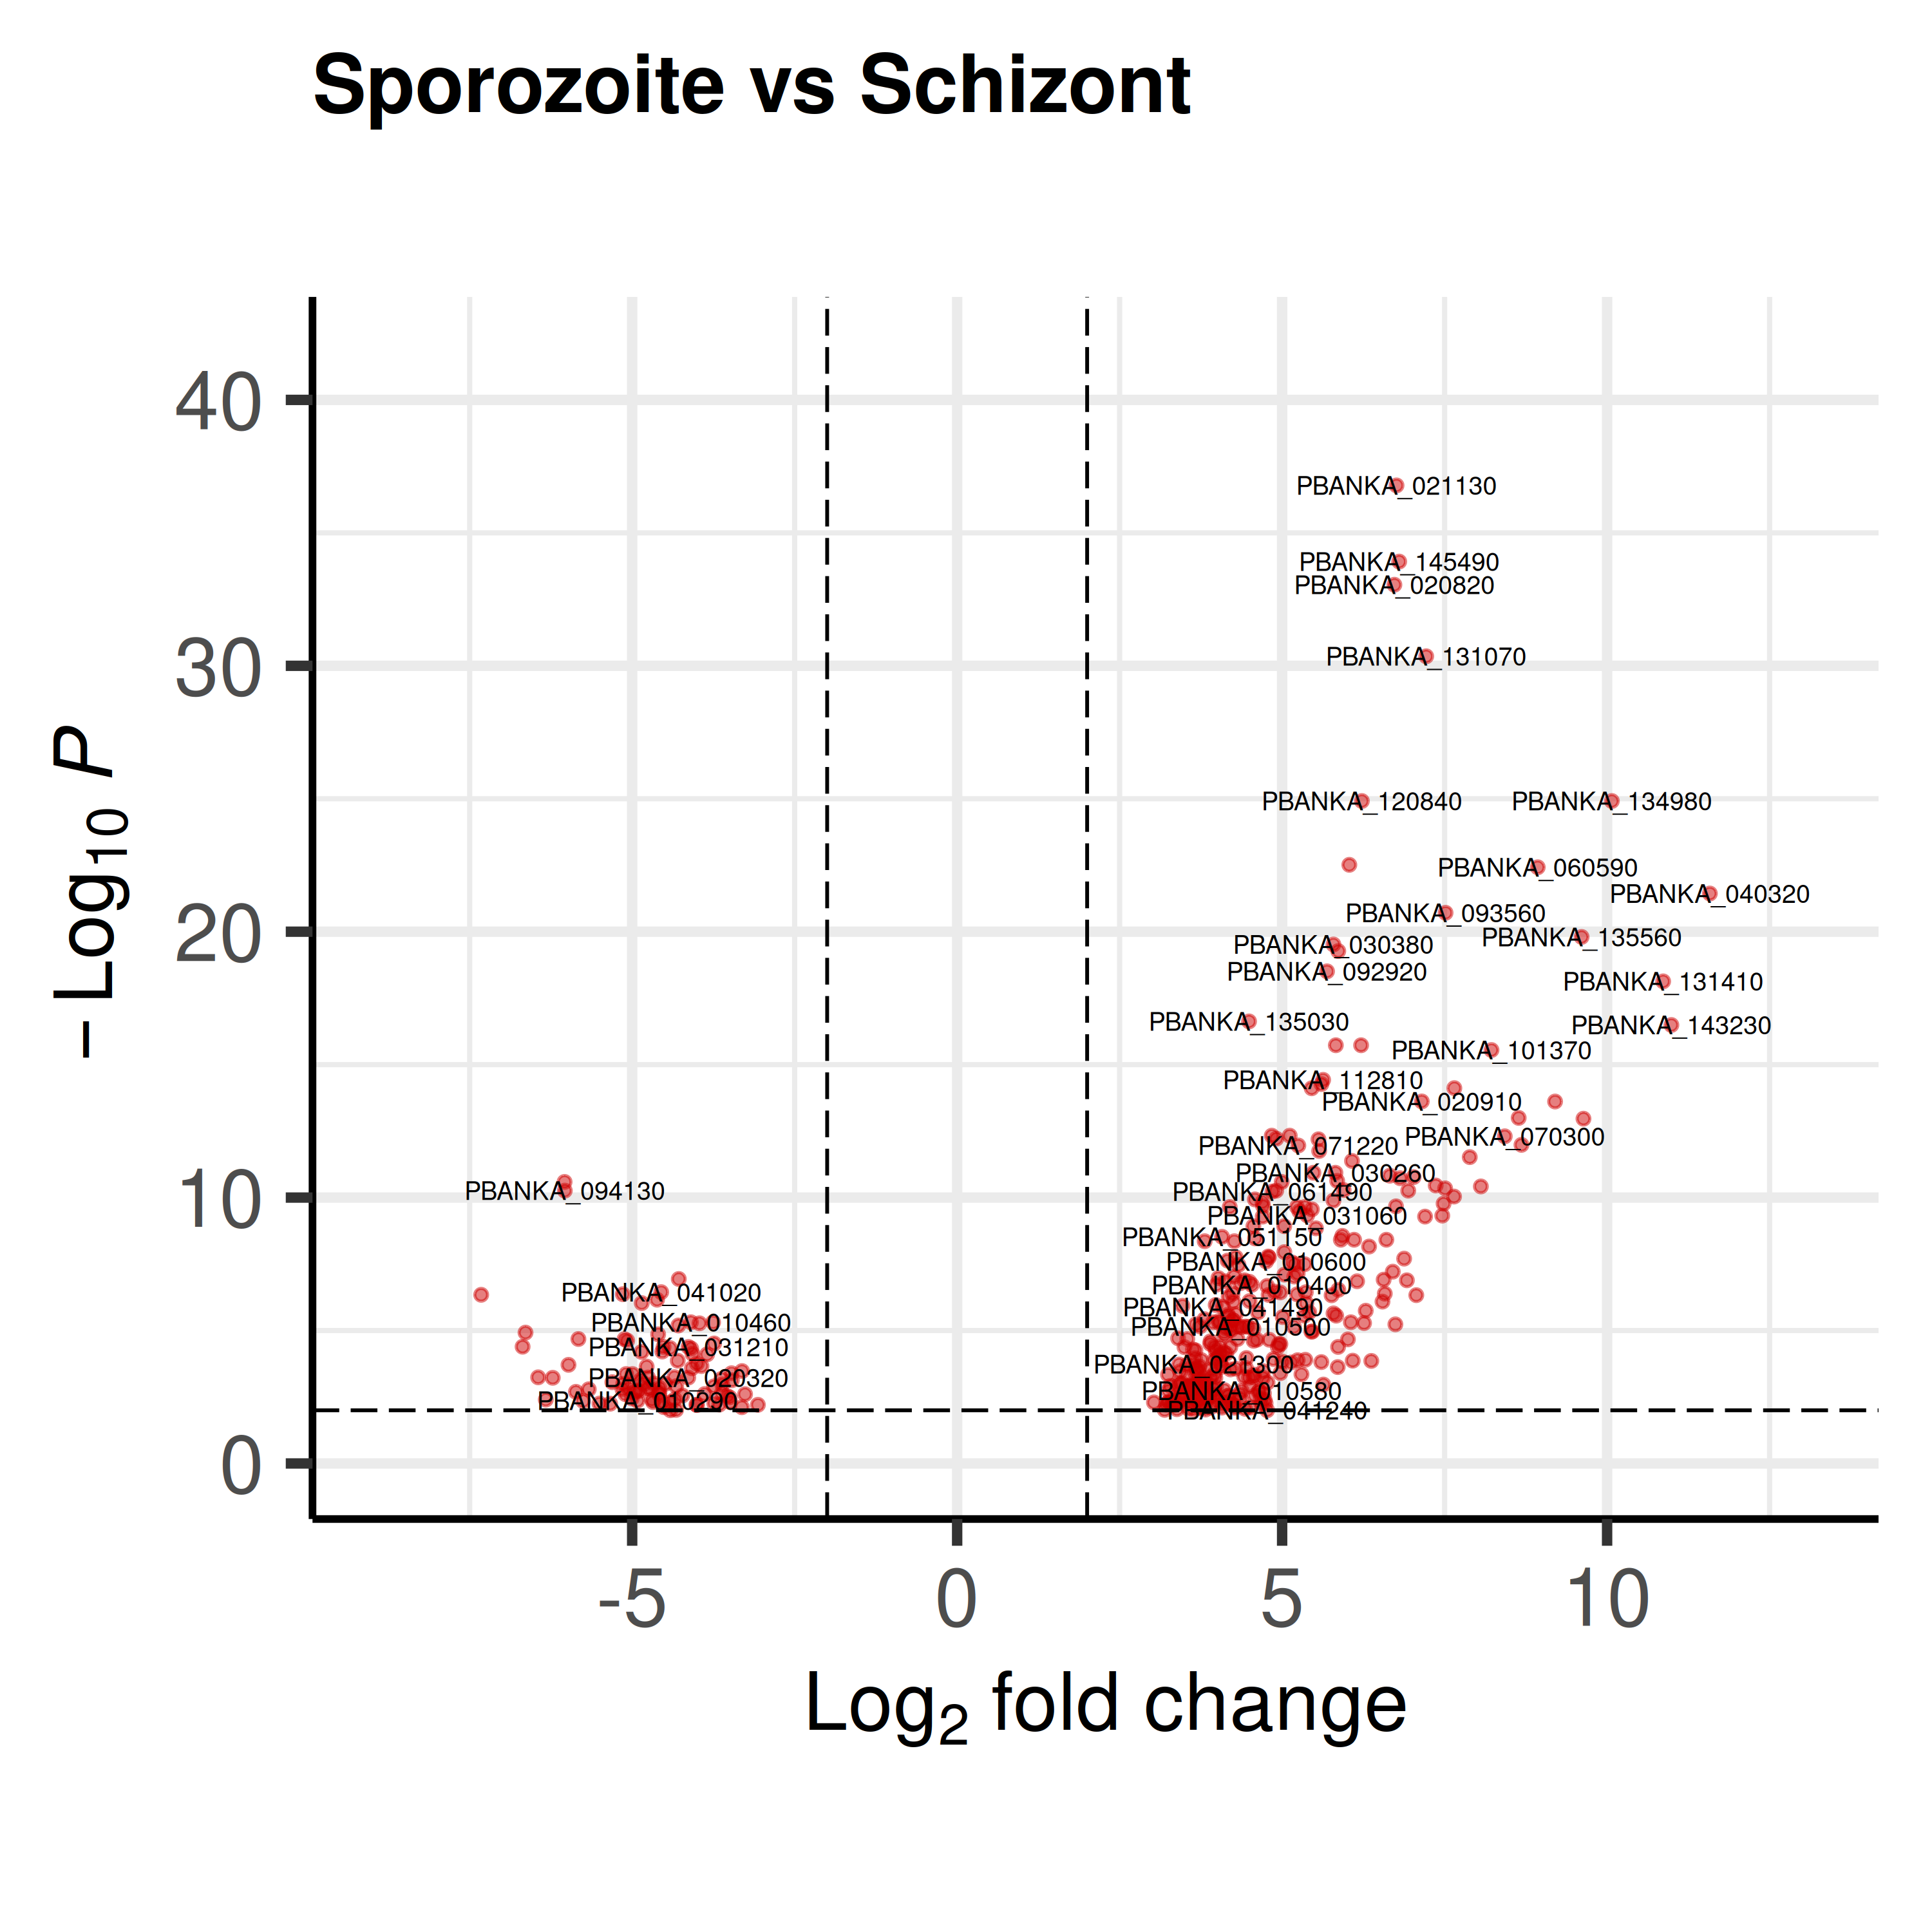 Sporozoite vs Schizont
− Log10 P
40
30
20
10
0
PBANKA_021130
PBANKA_145490
PBANKA_020820
PBANKA_131070
PBANKA_120840
PBANKA_134980
PBANKA_060590
PBANKA_040320
PBANKA_093560
PBANKA_135560
PBANKA_030380
PBANKA_092920
PBANKA_131410
PBANKA_135030
PBANKA_143230
PBANKA_101370
PBANKA_112810
PBANKA_020910
PBANKA_070300
PBANKA_071220
PBANKA_030260
PBANKA_094130
PBANKA_061490
PBANKA_031060
PBANKA_051150
PBANKA_010600
PBANKA_041020
PBANKA_010400
PBANKA_041490
PBANKA_010460
PBANKA_010500
PBANKA_031210
PBANKA_021300
PBANKA_020320
PBANKA_010580
PBANKA_010290
PBANKA_041240
-5
0
5
10
Log2 fold change